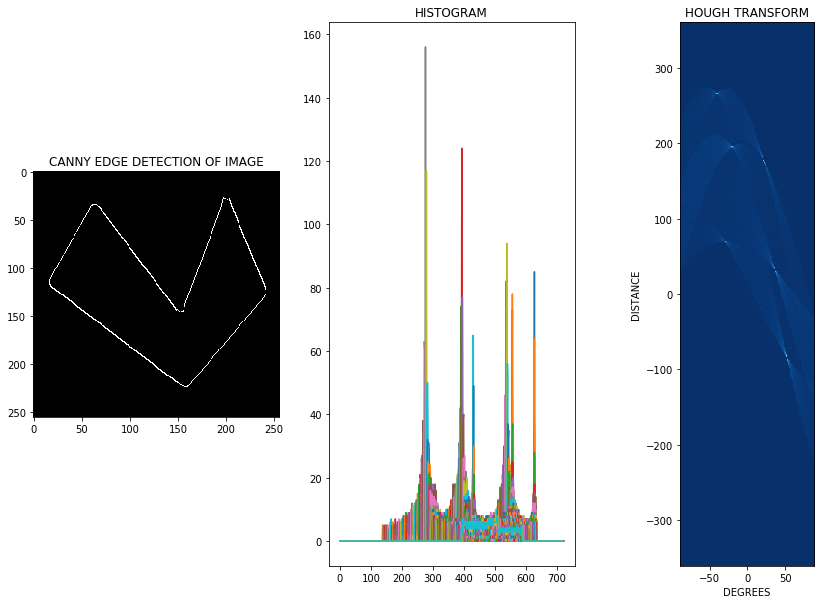 CANNY EDGE DETECTION OF IMAGE
0
50
100
150
200
250
0 50 100 150 200 250
HISTOGRAM
160
140
120
100
80
60
40
20
0
0 100 200 300 400 500 600 700
HOUGH TRANSFORM
300
200
100
0
−100
−200
−300
DISTANCE
−50 0 50
DEGREES